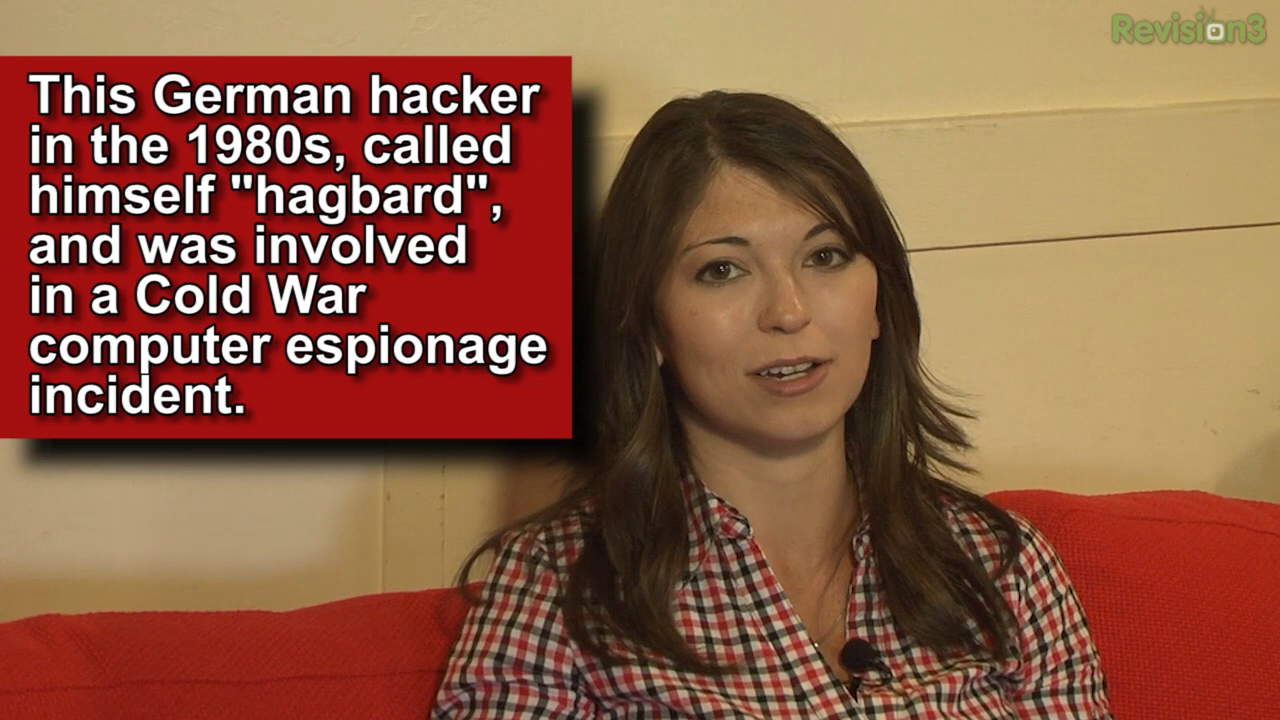 Revision3
This German hacker
in the 1980s, called
himself "hagbard",
and was involved
in a Cold War
computer espionage
incident.